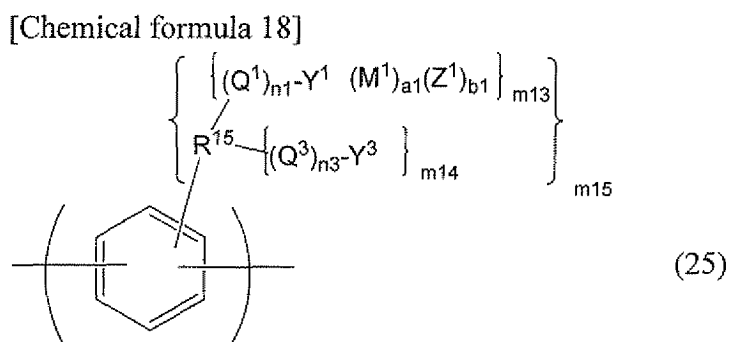 [Chemical formula 18]
{ {(Q¹)ₙ₁-Y¹ (M¹)ₐ₁(Z¹)b1} m13
R¹⁵ {(Q³)ₙ₃-Y³ } m14 } m15
(25)